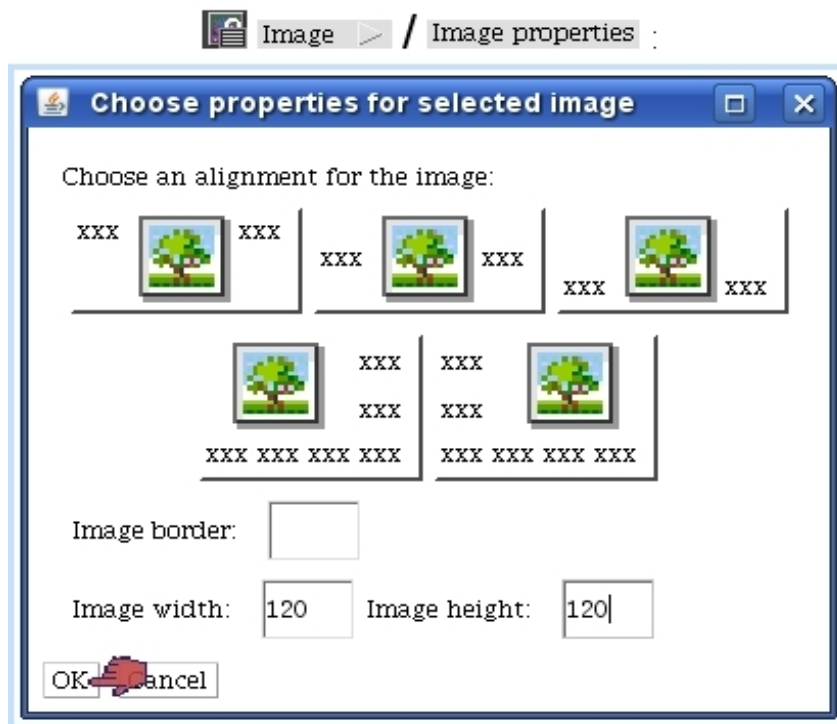 Image / Image properties :
Choose properties for selected image
Choose an alignment for the image:
xxx xxx
xxx xxx
xxx xxx
xxx xxx
xxx xxx
xxx xxx xxx xxx xxx xxx xxx xxx
Image border:
Image width: 120 Image height: 120
OK Cancel